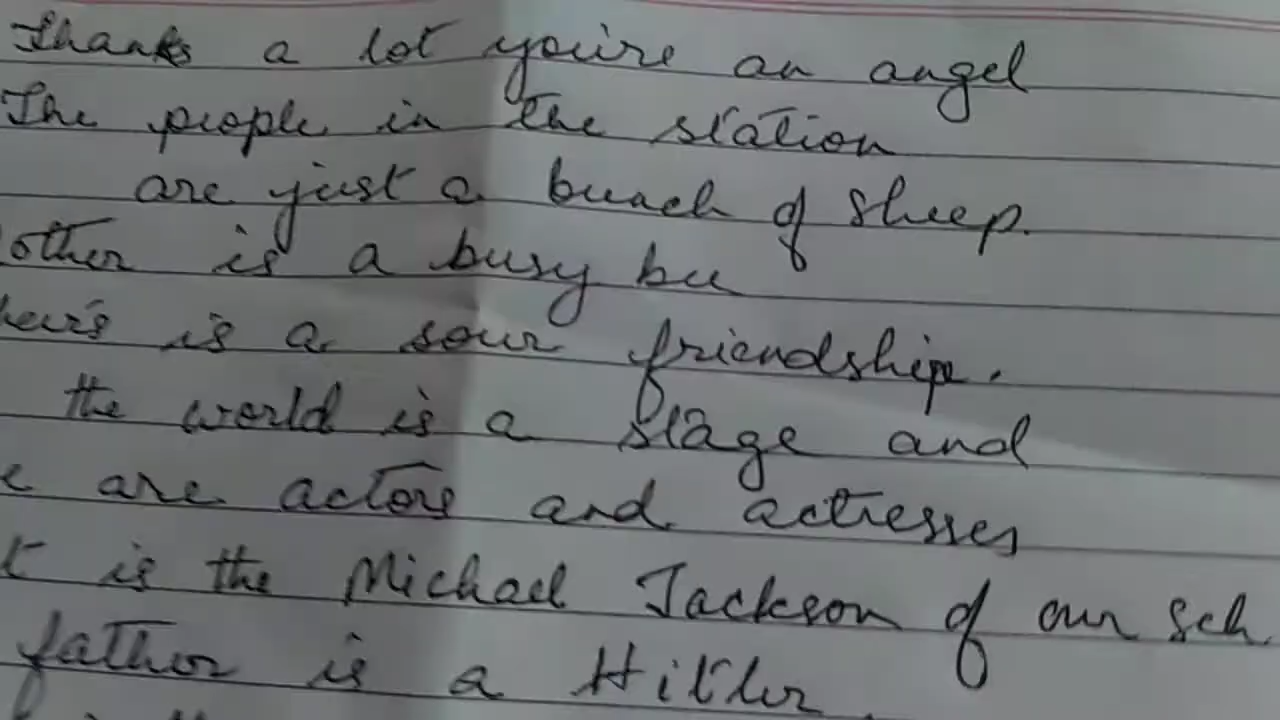 Thanks a lot you're an angel
The people in the station
are just a bunch of sheep.
other is a busy bee
heirs is a sour friendship.
the world is a stage and
e are actors and actresses
t is the Michael Jackson of our sch
father is a Hitler.